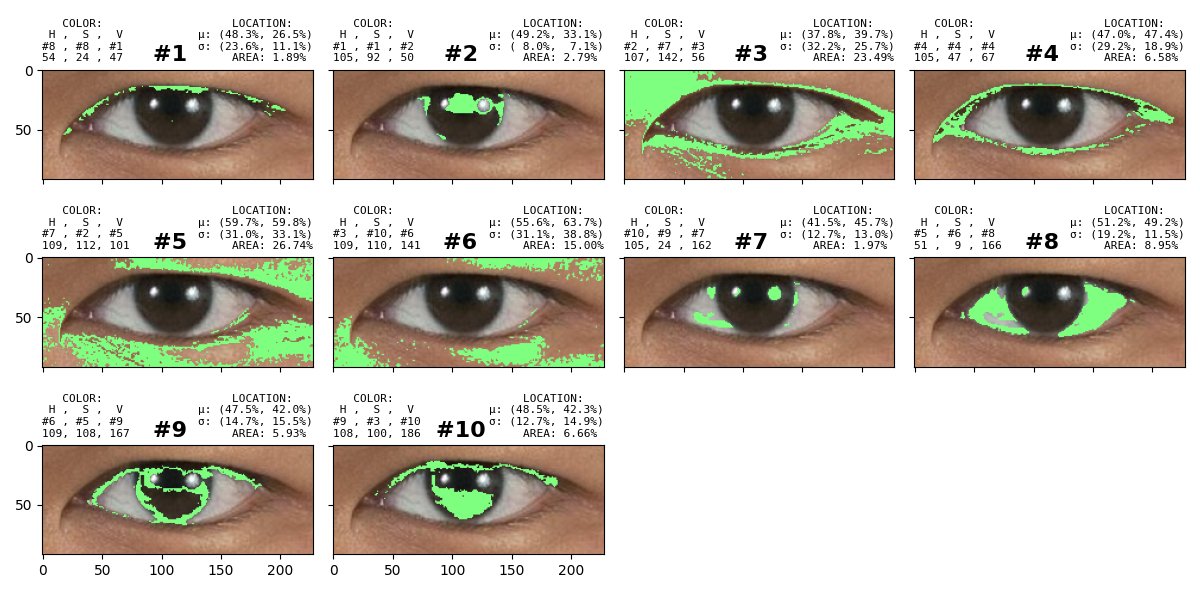 COLOR: LOCATION:
H , S , V μ: (48.3%, 26.5%)
#8 , #8 , #1 #1 σ: (23.6%, 11.1%)
54 , 24 , 47 AREA: 1.89%
COLOR: LOCATION:
H , S , V μ: (49.2%, 33.1%)
#1 , #1 , #2 #2 σ: ( 8.0%, 7.1%)
105, 92 , 50 AREA: 2.79%
COLOR: LOCATION:
H , S , V μ: (37.8%, 39.7%)
#2 , #7 , #3 #3 σ: (32.2%, 25.7%)
107, 142, 56 AREA: 23.49%
COLOR: LOCATION:
H , S , V μ: (47.0%, 47.4%)
#4 , #4 , #4 #4 σ: (29.2%, 18.9%)
105, 47 , 67 AREA: 6.58%
0
50
COLOR: LOCATION:
H , S , V μ: (59.7%, 59.8%)
#7 , #2 , #5 #5 σ: (31.0%, 33.1%)
109, 112, 101 AREA: 26.74%
COLOR: LOCATION:
H , S , V μ: (55.6%, 63.7%)
#3 , #10, #6 #6 σ: (31.1%, 38.8%)
109, 110, 141 AREA: 15.00%
COLOR: LOCATION:
H , S , V μ: (41.5%, 45.7%)
#10, #9 , #7 #7 σ: (12.7%, 13.0%)
105, 24 , 162 AREA: 1.97%
COLOR: LOCATION:
H , S , V μ: (51.2%, 49.2%)
#5 , #6 , #8 #8 σ: (19.2%, 11.5%)
51 , 9 , 166 AREA: 8.95%
0
50
COLOR: LOCATION:
H , S , V μ: (47.5%, 42.0%)
#6 , #5 , #9 #9 σ: (14.7%, 15.5%)
109, 108, 167 AREA: 5.93%
COLOR: LOCATION:
H , S , V μ: (48.5%, 42.3%)
#9 , #3 , #10 #10 σ: (12.7%, 14.9%)
108, 100, 186 AREA: 6.66%
0
50
0 50 100 150 200
0 50 100 150 200